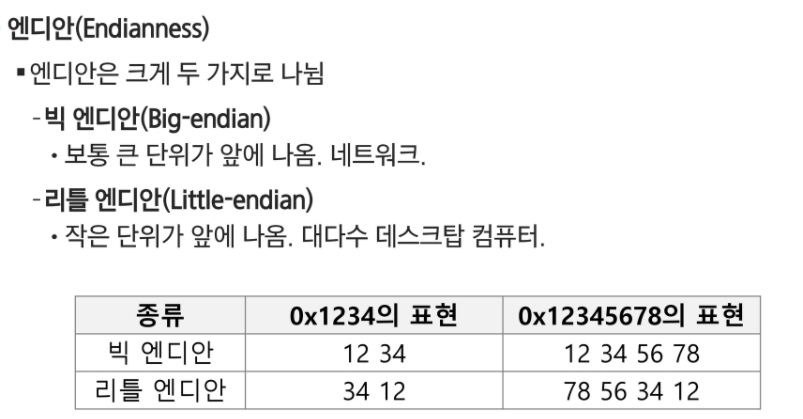 엔디안(Endianness)
▪엔디안은 크게 두 가지로 나뉨
-빅 엔디안(Big-endian)
• 보통 큰 단위가 앞에 나옴. 네트워크.
-리틀 엔디안(Little-endian)
• 작은 단위가 앞에 나옴. 대다수 데스크탑 컴퓨터.
종류 0x1234의 표현 0x12345678의 표현
빅 엔디안 12 34 12 34 56 78
리틀 엔디안 34 12 78 56 34 12